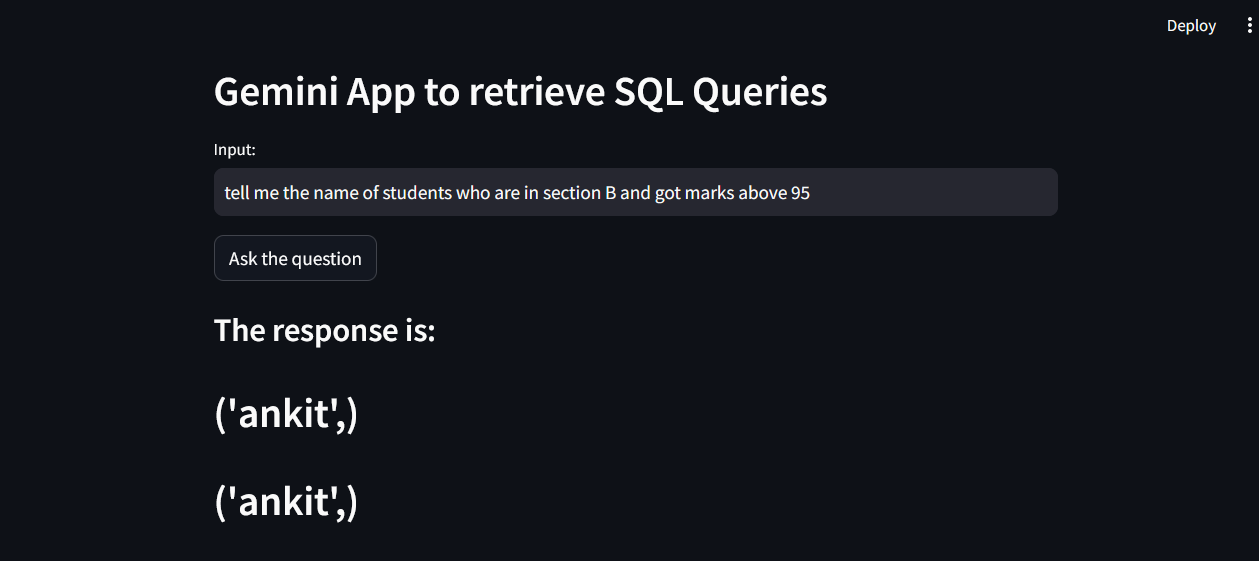 Deploy
Gemini App to retrieve SQL Queries
Input:
tell me the name of students who are in section B and got marks above 95
Ask the question
The response is:
('ankit',)
('ankit',)